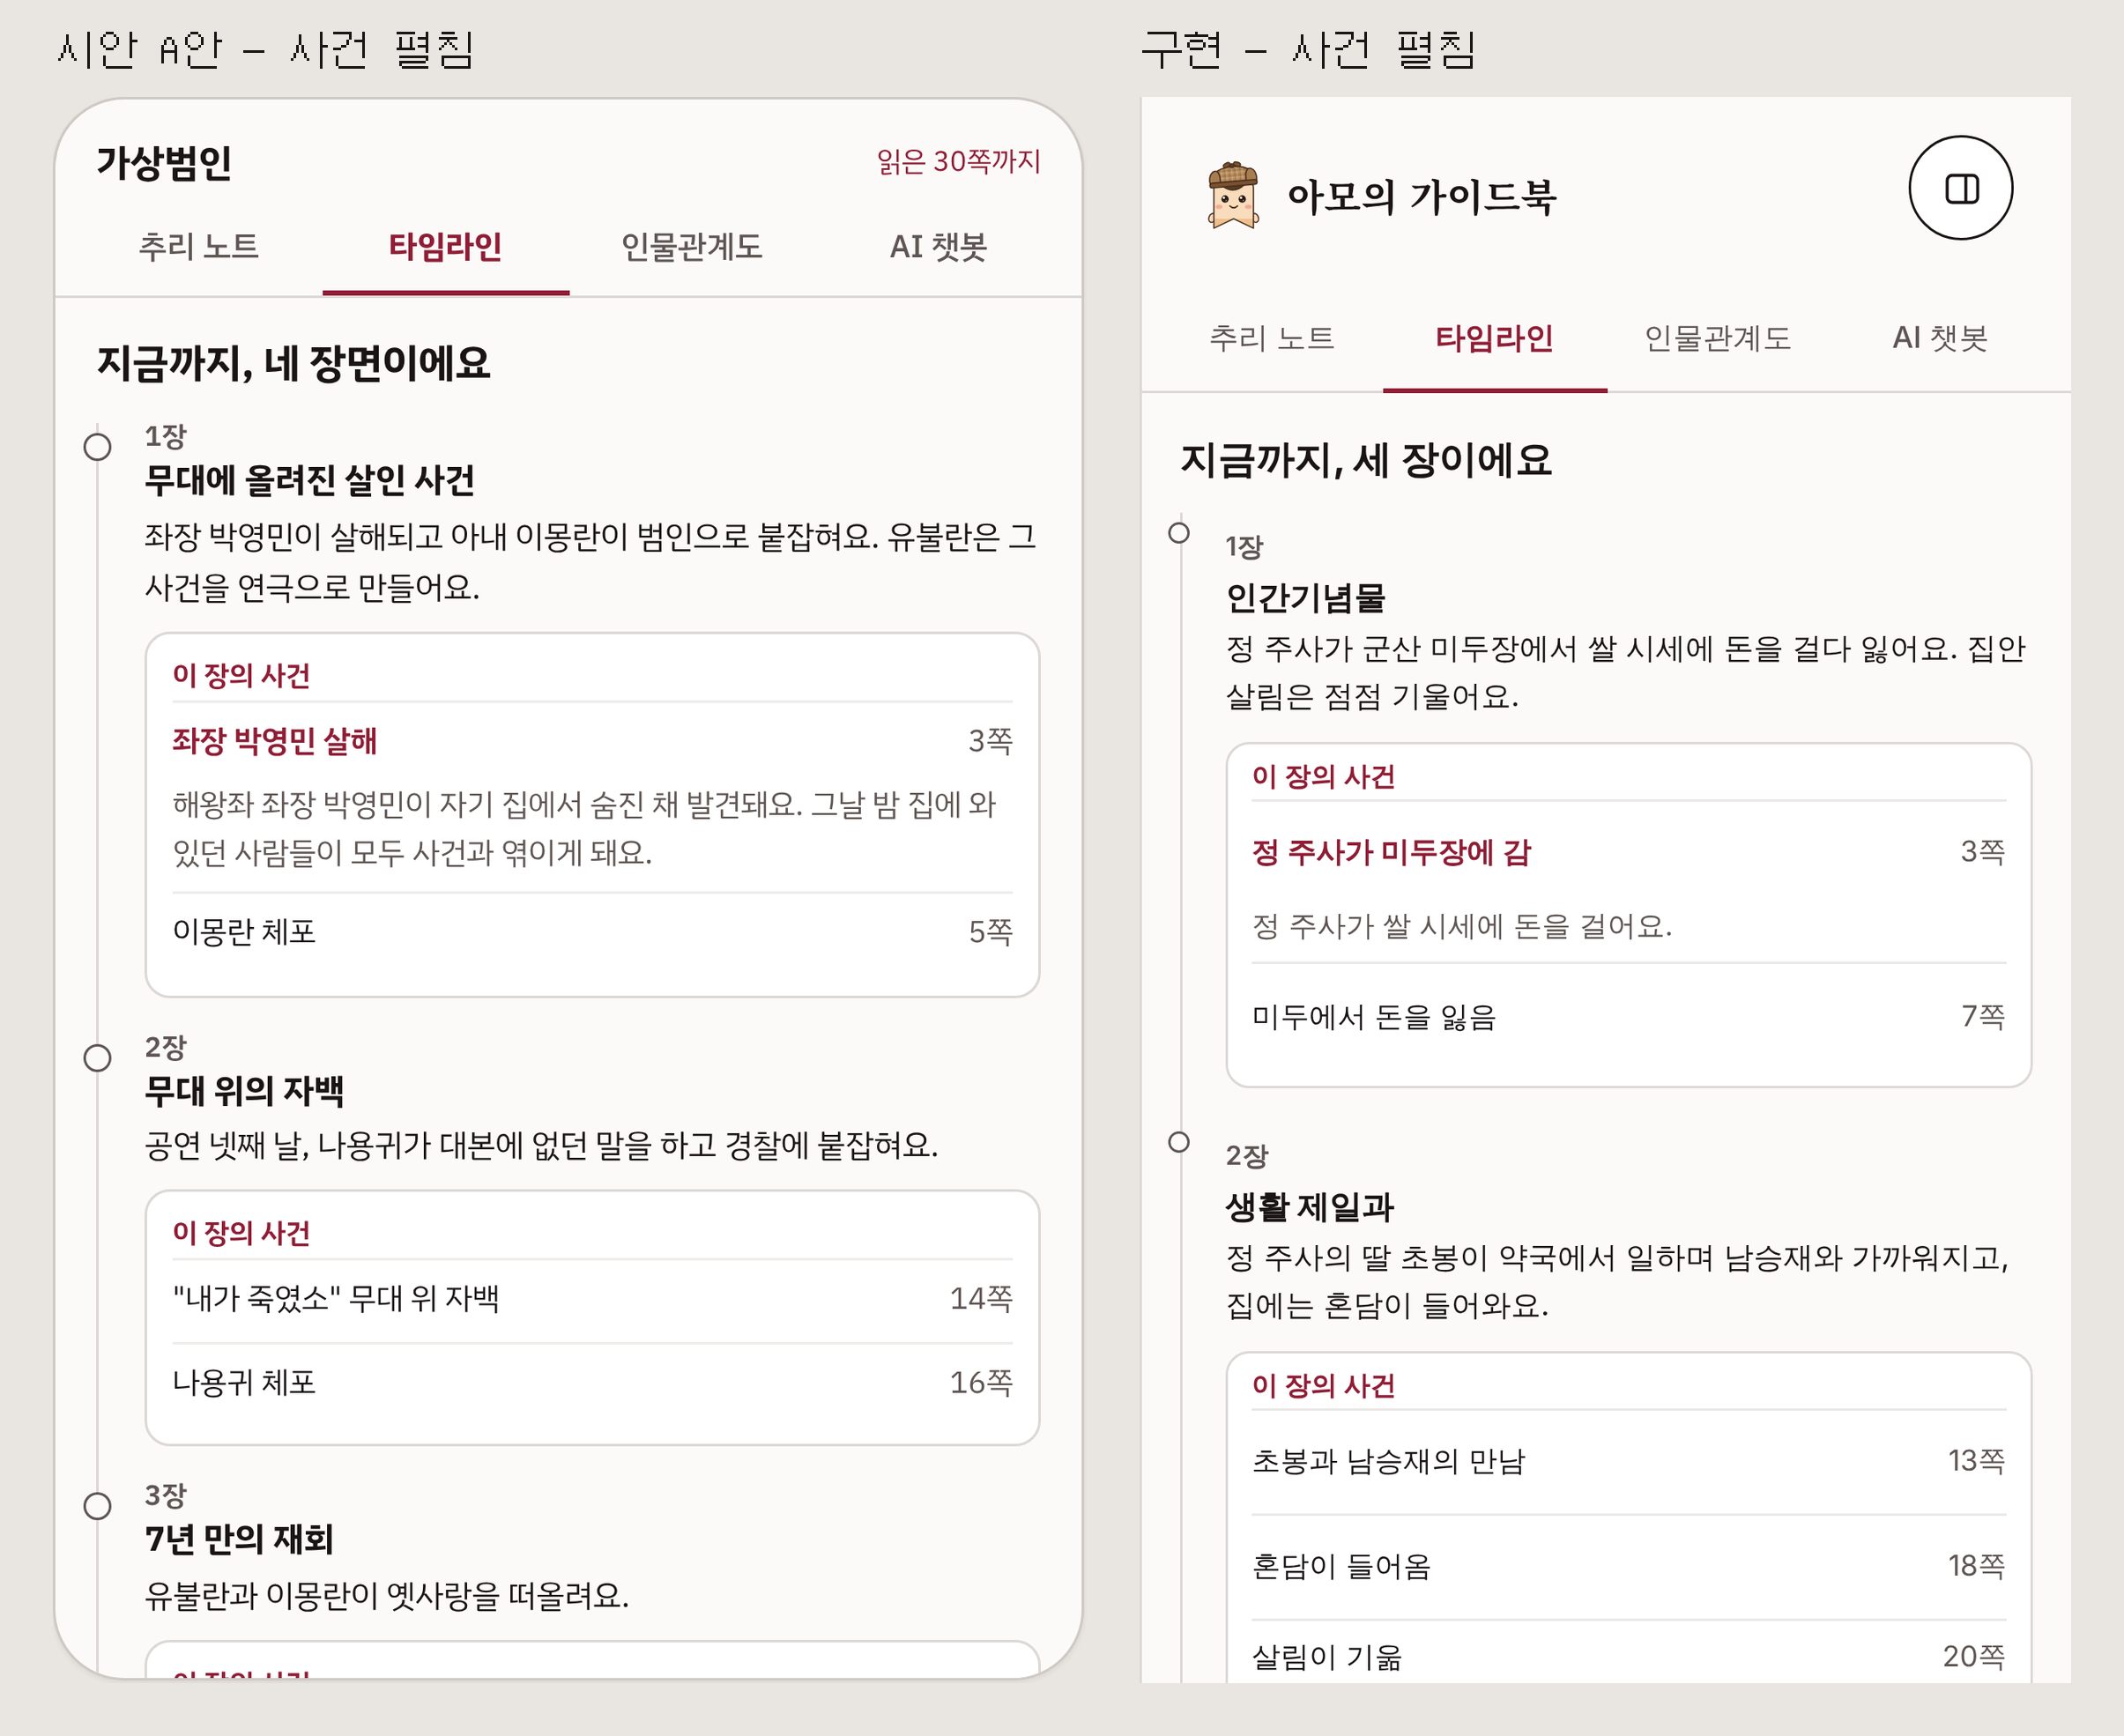 시안 A안 – 사건 펼침
가상범인
읽은 30쪽까지
추리 노트
타임라인
인물관계도
AI 챗봇
지금까지, 네 장면이에요
1장
무대에 올려진 살인 사건
좌장 박영민이 살해되고 아내 이몽란이 범인으로 붙잡혀요. 유불란은 그
사건을 연극으로 만들어요.
이 장의 사건
좌장 박영민 살해 3쪽
해왕좌 좌장 박영민이 자기 집에서 숨진 채 발견돼요. 그날 밤 집에 와
있던 사람들이 모두 사건과 엮이게 돼요.
이몽란 체포 5쪽
2장
무대 위의 자백
공연 넷째 날, 나용귀가 대본에 없던 말을 하고 경찰에 붙잡혀요.
이 장의 사건
"내가 죽였소" 무대 위 자백 14쪽
나용귀 체포 16쪽
3장
7년 만의 재회
유불란과 이몽란이 옛사랑을 떠올려요.
이 장의 사건
구현 – 사건 펼침
아모의 가이드북
추리 노트
타임라인
인물관계도
AI 챗봇
지금까지, 세 장이에요
1장
인간기념물
정 주사가 군산 미두장에서 쌀 시세에 돈을 걸다 잃어요. 집안
살림은 점점 기울어요.
이 장의 사건
정 주사가 미두장에 감 3쪽
정 주사가 쌀 시세에 돈을 걸어요.
미두에서 돈을 잃음 7쪽
2장
생활 제일과
정 주사의 딸 초봉이 약국에서 일하며 남승재와 가까워지고,
집에는 혼담이 들어와요.
이 장의 사건
초봉과 남승재의 만남 13쪽
혼담이 들어옴 18쪽
살림이 기욺 20쪽